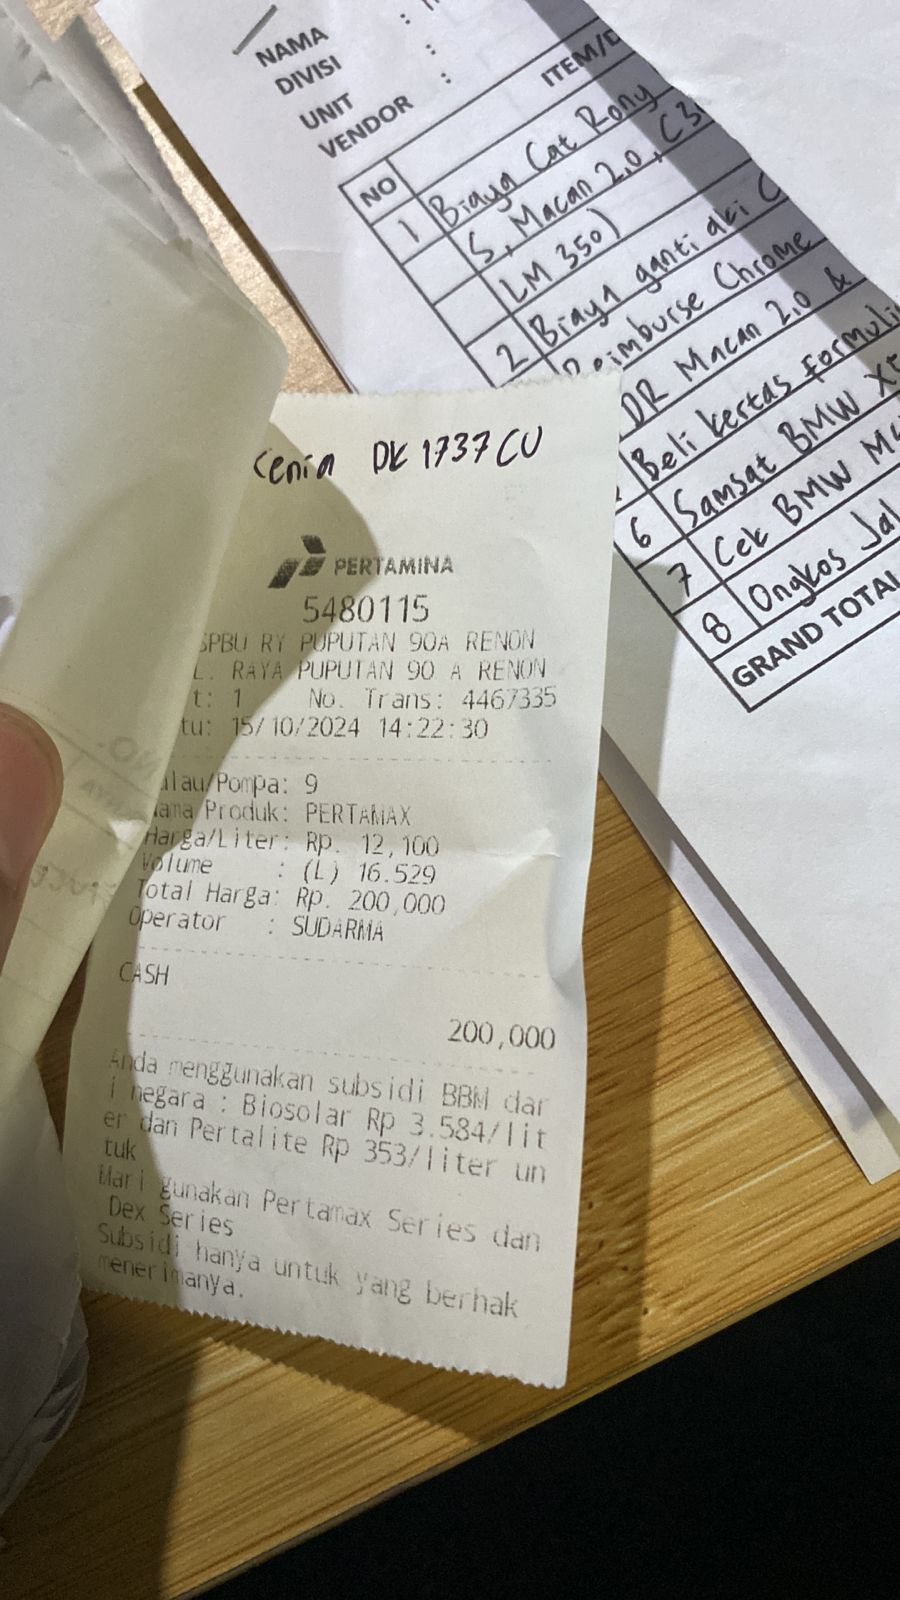 NAMA :
DIVISI :
UNIT :
VENDOR
NO
1 Biaya Cat Rony
S, Macan 2.0,
LM 350)
2 Biaya ganti aki
Reimburse Chrome
DR Macan 2.0 &
Beli kertas formulir
6 Samsat BMW
7 Cek BMW
8 Ongkos
GRAND TOTAL
DK 1737 CU
PERTAMINA
5480115
SPBU RY PUPUTAN 90A RENON
RAYA PUPUTAN 90 A RENON
t: 1 No. Trans: 4467335
tu: 15/10/2024 14:22:30
lau/Pompa: 9
ama Produk: PERTAMAX
Harga/Liter: Rp. 12,100
Volume : (L) 16.529
Total Harga: Rp. 200,000
Operator : SUDARMA
CASH
200,000
Anda menggunakan subsidi BBM dar
i negara : Biosolar Rp 3.584/lit
er dan Pertalite Rp 353/liter un
tuk
Mari gunakan Pertamax Series dan
Dex Series
Subsidi hanya untuk yang berhak
menerimanya.